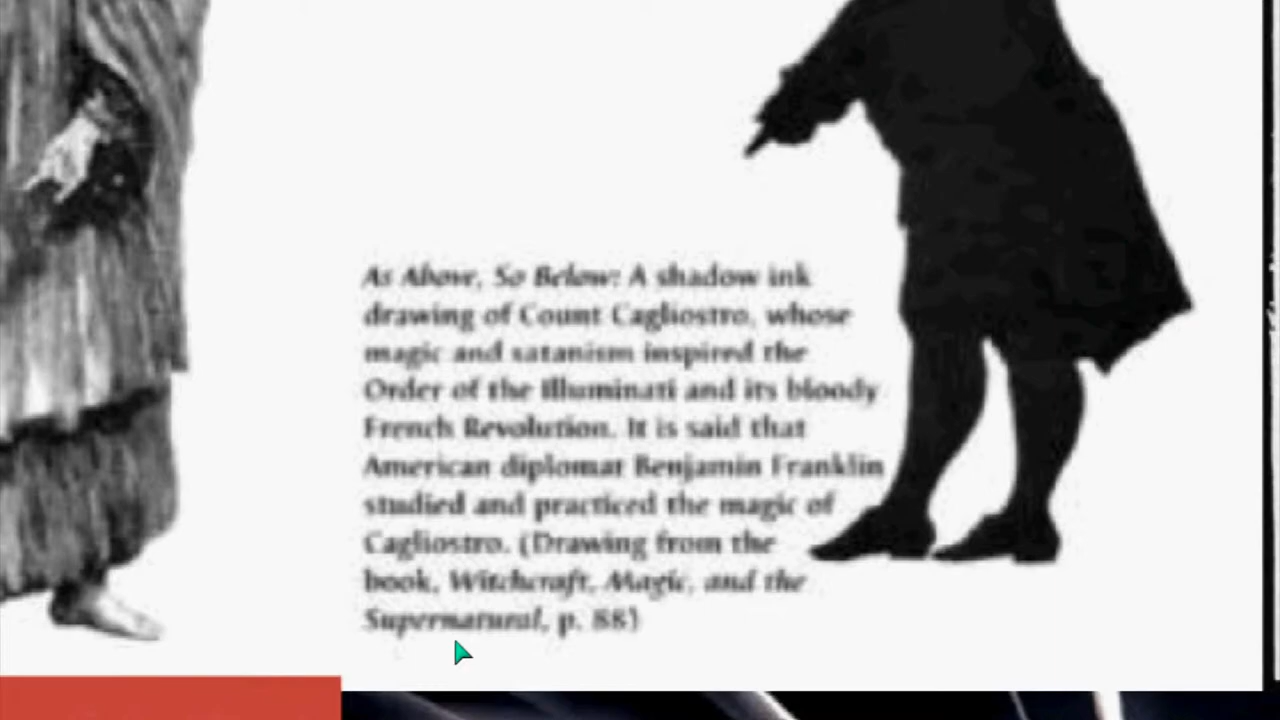 As Above, So Below: A shadow ink
drawing of Count Cagliostro, whose
magic and satanism inspired the
Order of the Illuminati and its bloody
French Revolution. It is said that
American diplomat Benjamin Franklin
studied and practiced the magic of
Cagliostro. (Drawing from the
book, Witchcraft, Magic, and the
Supernatural, p. 88)